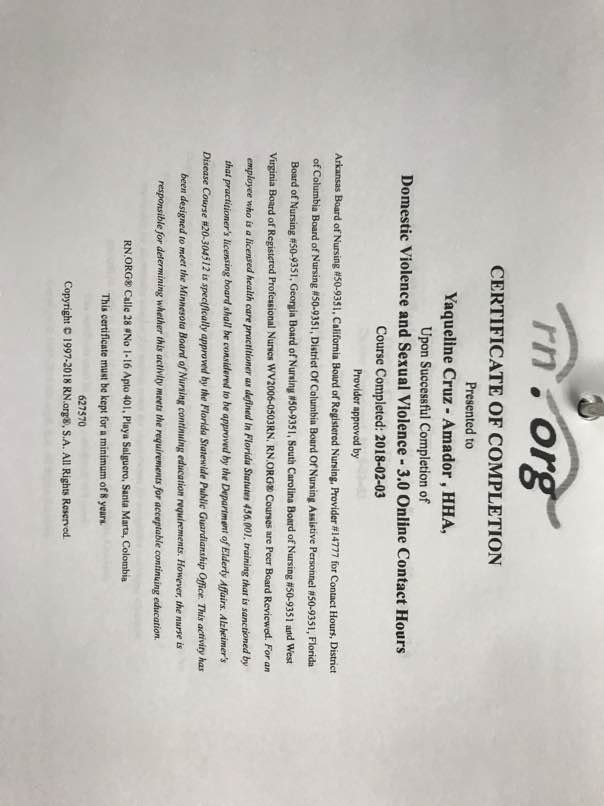 rn.org
CERTIFICATE OF COMPLETION
Presented to
Yaqueline Cruz - Amador , HHA,
Upon Successful Completion of
Domestic Violence and Sexual Violence - 3.0 Online Contact Hours
Course Completed: 2018-02-03
Provider approved by
Arkansas Board of Nursing #50-9351, California Board of Registered Nursing, Provider #14777 for Contact Hours, District
of Columbia Board of Nursing #50-9351, District Of Columbia Board Of Nursing Assistive Personnel #50-9351, Florida
Board of Nursing #50-9351, Georgia Board of Nursing #50-9351, South Carolina Board of Nursing #50-9351 and West
Virginia Board of Registered Professional Nurses WV2006-0503RN. RN.ORG® Courses are Peer Board Reviewed. For an
employee who is a licensed health care practitioner as defined in Florida Statutes 456.001, training that is sanctioned by
that practitioner's licensing board shall be considered to be approved by the Department of Elderly Affairs. Alzheimer's
Disease Course #20-304512 is specifically approved by the Florida Statewide Public Guardianship Office. This activity has
been designed to meet the Minnesota Board of Nursing continuing education requirements. However, the nurse is
responsible for determining whether this activity meets the requirements for acceptable continuing education.
RN.ORG® Calle 28 #No 1-16 Apto 401, Playa Salguero, Santa Marta, Colombia
This certificate must be kept for a minimum of 8 years.
627570
Copyright © 1997-2018 RN.org®, S.A. All Rights Reserved.